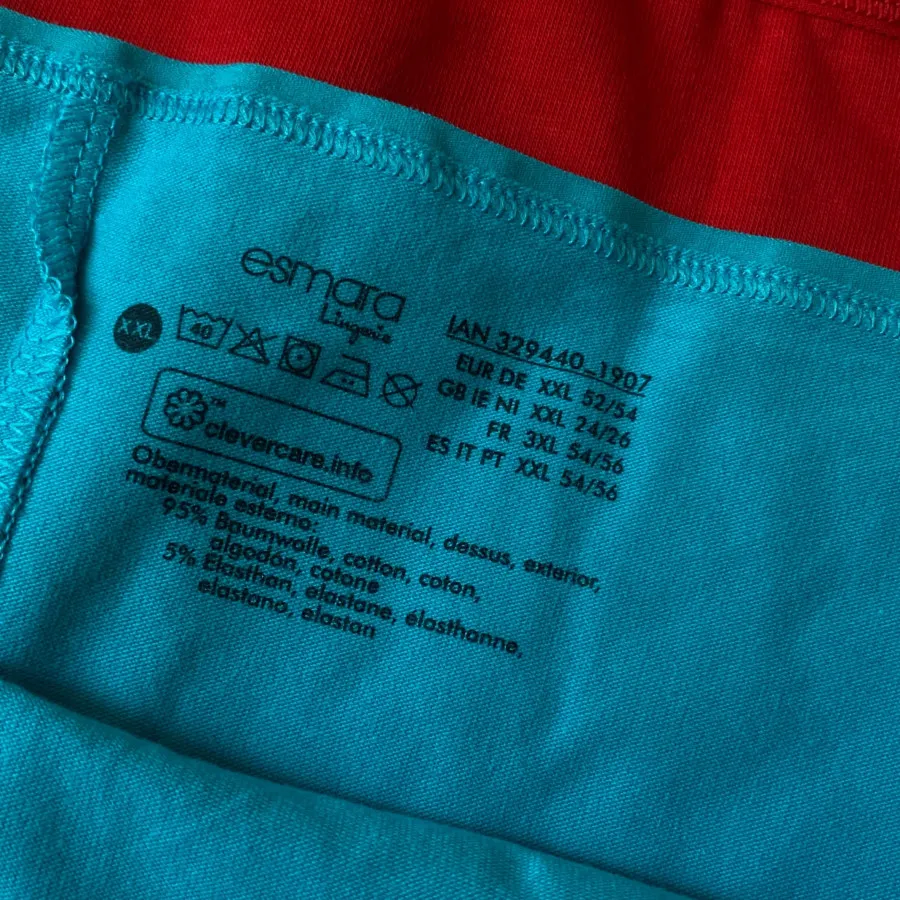 esmara
Lingerie
XXL
40
IAN 329440_1907
EUR DE XXL 52/54
GB IE NI XXL 24/26
FR 3XL 54/56
ES IT PT XXL 54/56
™
clevercare.info
Obermaterial, main material, dessus, exterior,
materiale esterno:
95% Baumwolle, cotton, coton,
algodón, cotone
5% Elasthan, elastane, élasthanne,
elastano, elastan